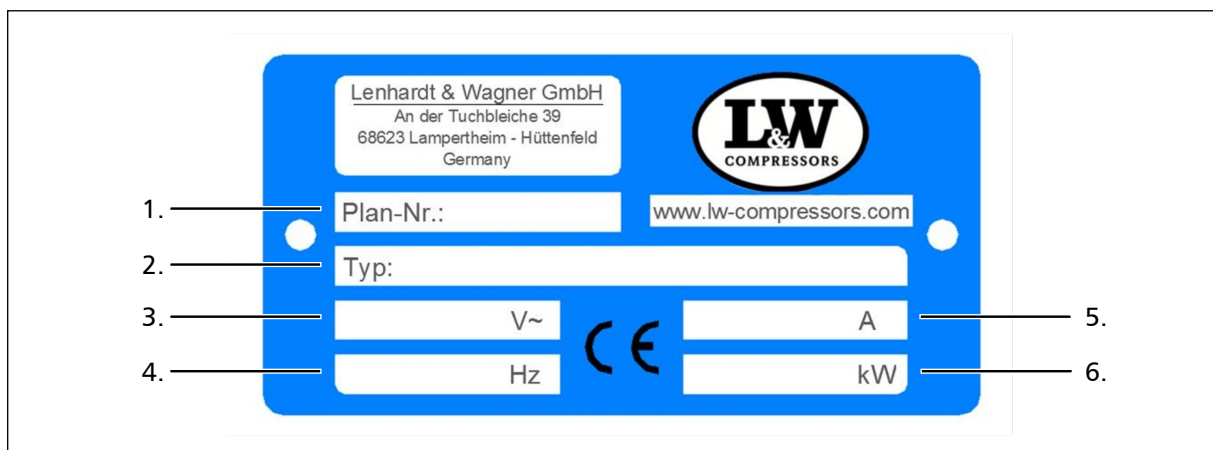 Lenhardt & Wagner GmbH
An der Tuchbleiche 39
68623 Lampertheim - Hüttenfeld
Germany
L&W
COMPRESSORS
1.
Plan-Nr.:
www.lw-compressors.com
2.
Typ:
3.
V~
CE
A
5.
4.
Hz
kW
6.